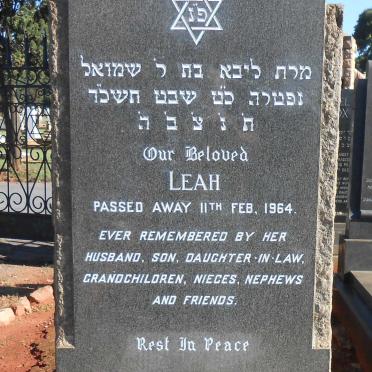 פ נ
מרת ליבא בת ר' שמואל
נפטרה כ'ט שבט תשכ'ד
ת נ צ ב ה
Our Beloved
LEAH
PASSED AWAY 11TH FEB, 1964.
EVER REMEMBERED BY HER
HUSBAND, SON, DAUGHTER-IN-LAW,
GRANDCHILDREN, NIECES, NEPHEWS
AND FRIENDS.
Rest In Peace